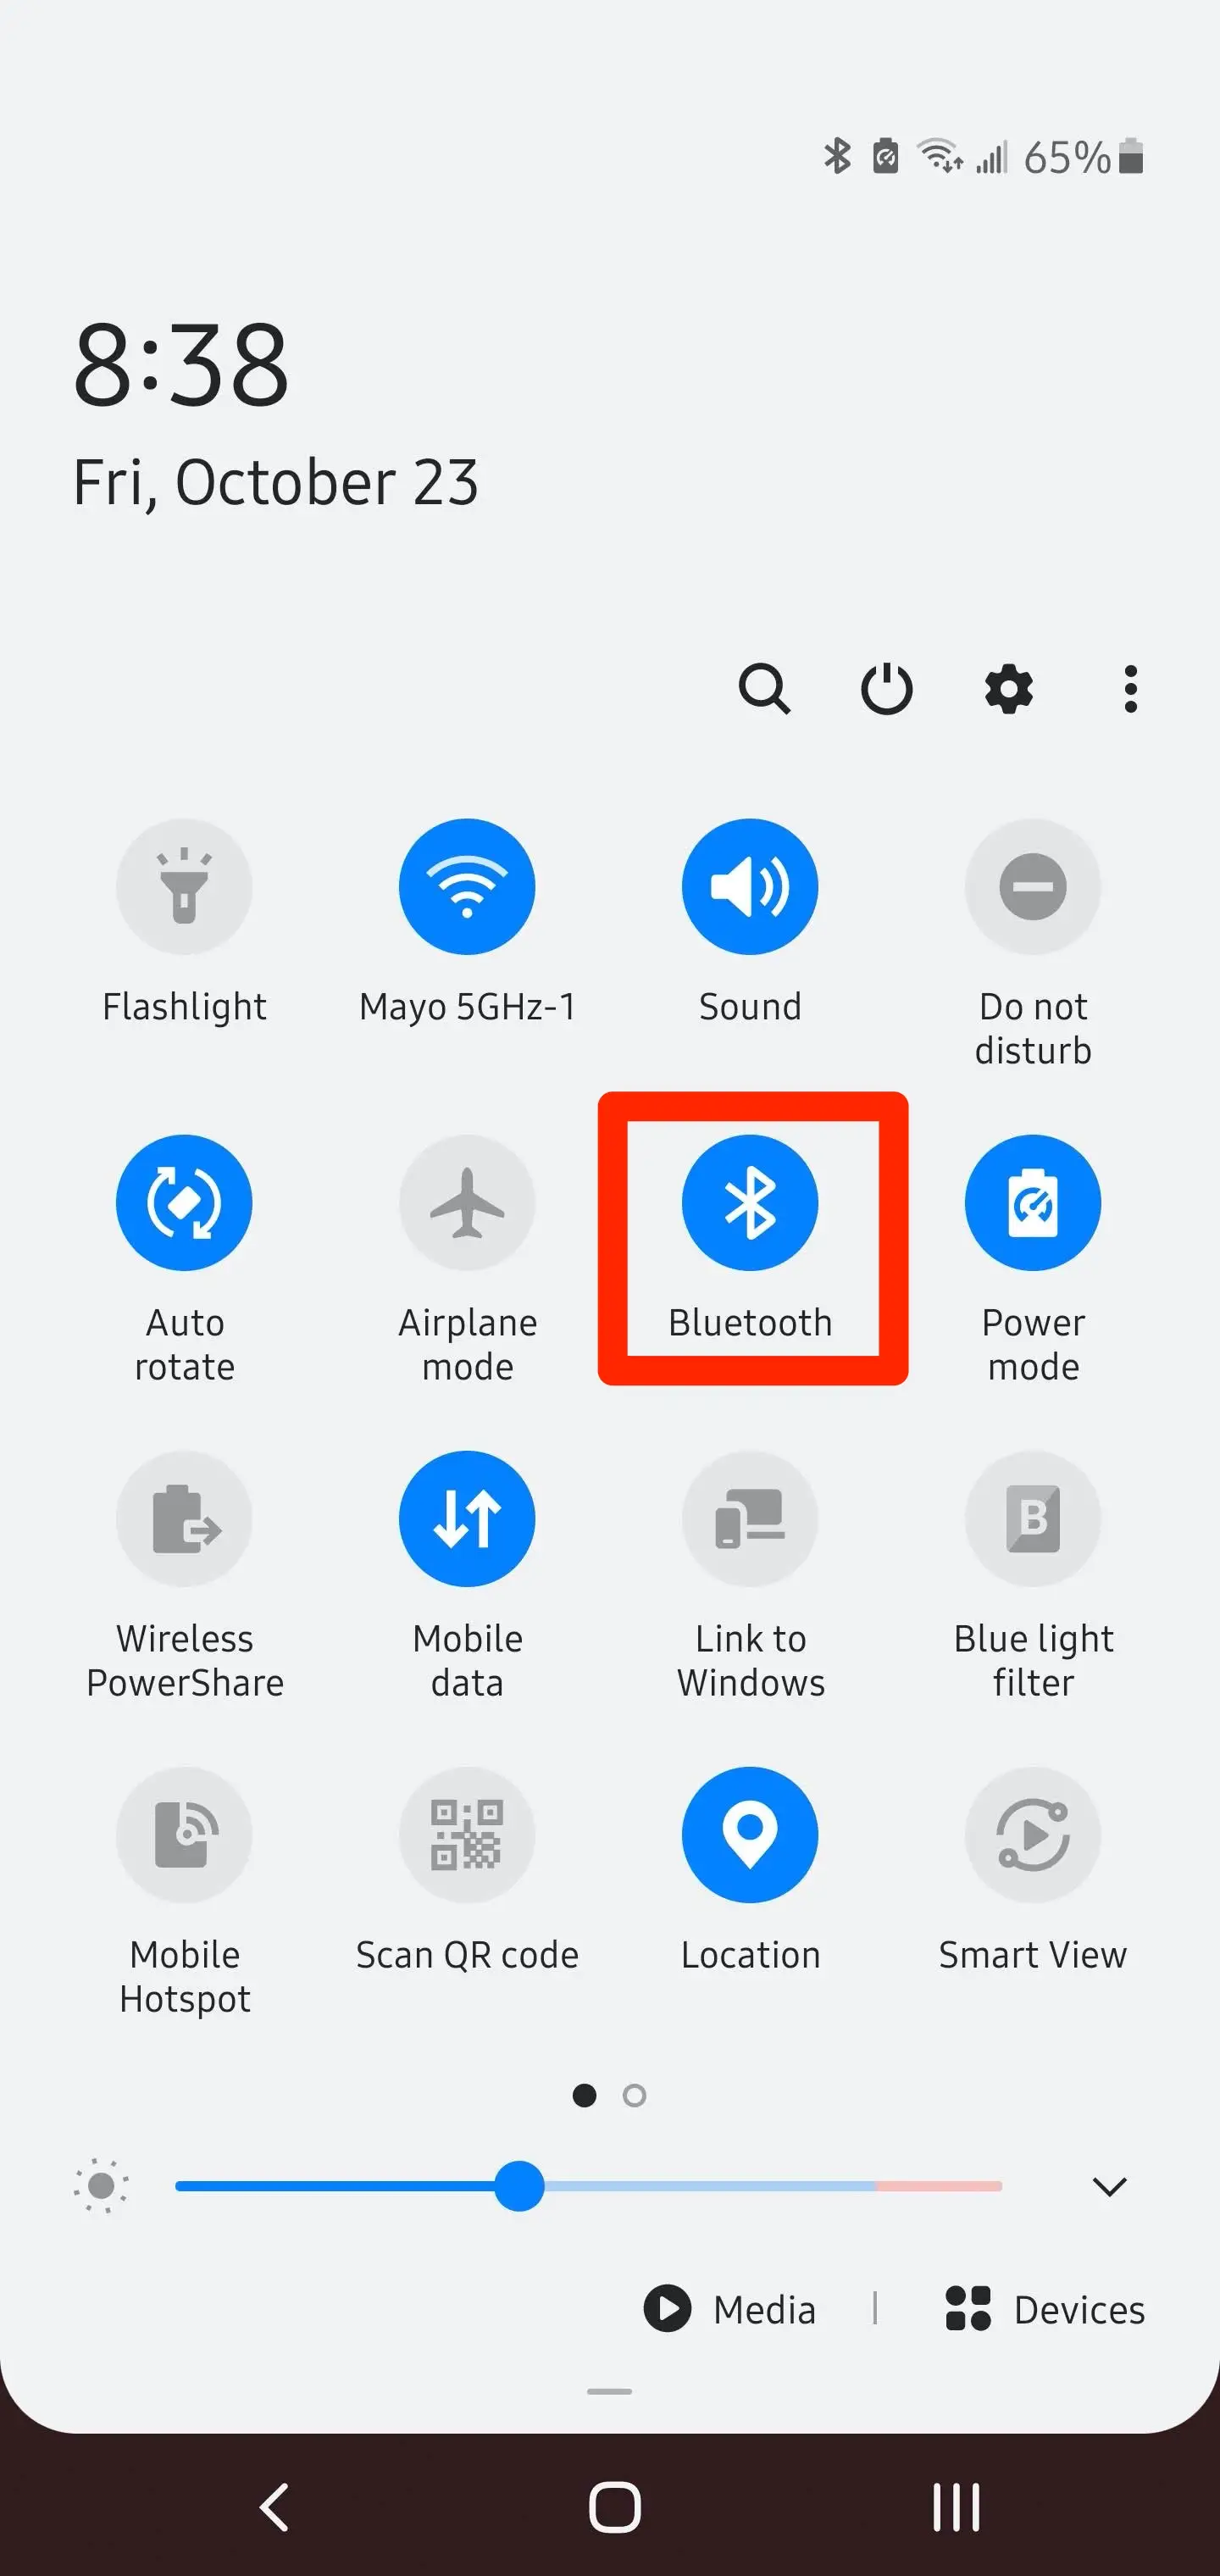 65%
8:38
Fri, October 23
Flashlight
Mayo 5GHz-1
Sound
Do not
disturb
Auto
rotate
Airplane
mode
Bluetooth
Power
mode
Wireless
PowerShare
Mobile
data
Link to
Windows
B
Blue light
filter
Mobile
Hotspot
Scan QR code
Location
Smart View
Media
Devices